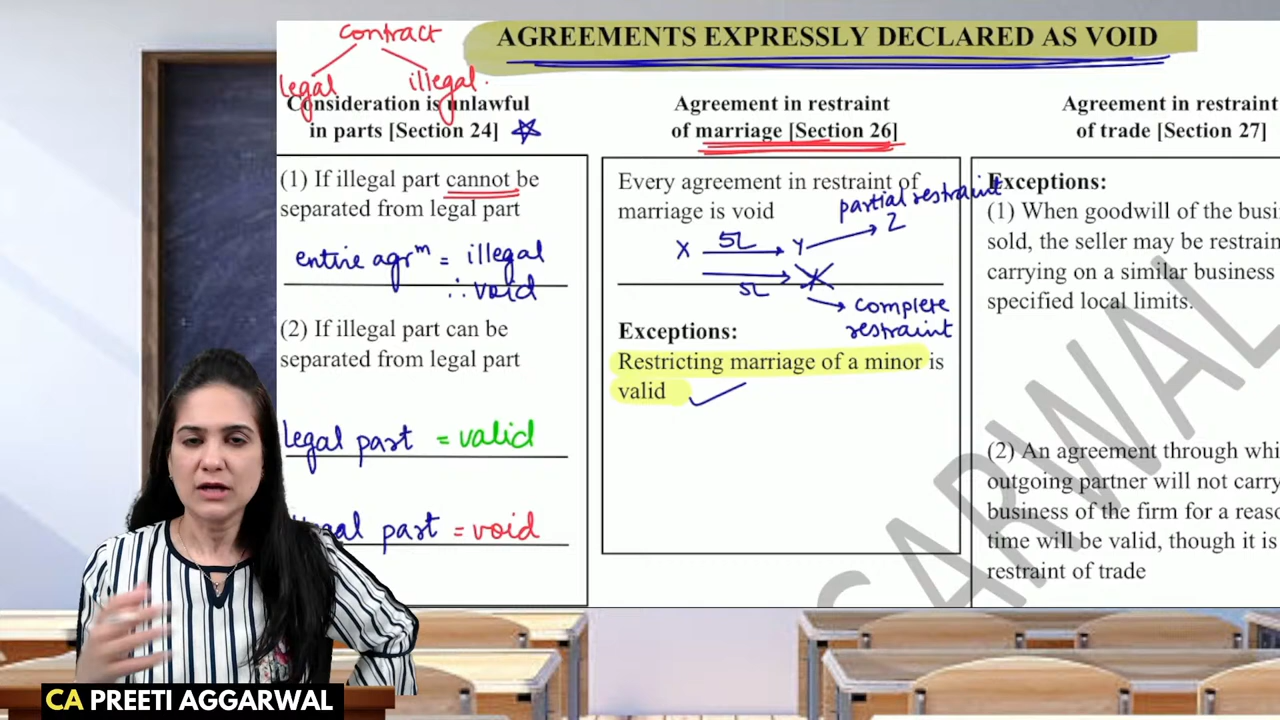 contract
legal illegal.
AGREEMENTS EXPRESSLY DECLARED AS VOID
Consideration is unlawful
in parts [Section 24]
(1) If illegal part cannot be
separated from legal part
entire agrm = illegal
∴ void
(2) If illegal part can be
separated from legal part
legal part = valid
part = void
Agreement in restraint
of marriage [Section 26]
Every agreement in restraint of
marriage is void
partial restraint
X 5L Y Z
5L Y
complete
restraint
Exceptions:
Restricting marriage of a minor is
valid
Agreement in restraint
of trade [Section 27]
Exceptions:
(1) When goodwill of the busi
sold, the seller may be restrain
carrying on a similar business
specified local limits.
(2) An agreement through whi
outgoing partner will not carry
business of the firm for a reaso
time will be valid, though it is
restraint of trade
GARWAL
CA PREETI AGGARWAL